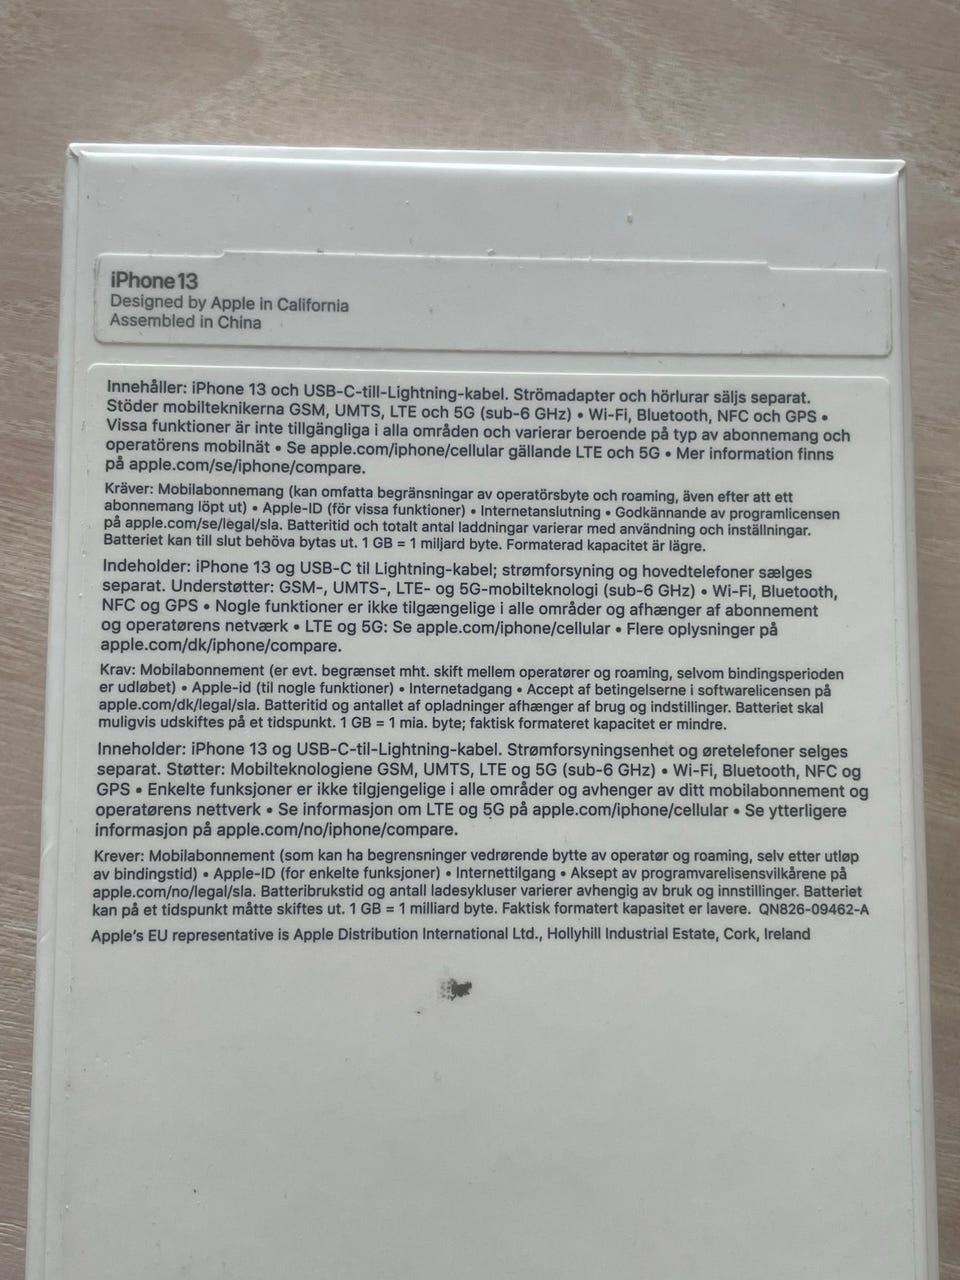 iPhone 13
Designed by Apple in California
Assembled in China
Innehåller: iPhone 13 och USB-C-till-Lightning-kabel. Strömadapter och hörlurar säljs separat.
Stöder mobilteknikerna GSM, UMTS, LTE och 5G (sub-6 GHz) • Wi-Fi, Bluetooth, NFC och GPS •
Vissa funktioner är inte tillgängliga i alla områden och varierar beroende på typ av abonnemang och
operatörens mobilnät • Se apple.com/iphone/cellular gällande LTE och 5G • Mer information finns
på apple.com/se/iphone/compare.
Kräver: Mobilabonnemang (kan omfatta begränsningar av operatörsbyte och roaming, även efter att ett
abonnemang löpt ut) • Apple-ID (för vissa funktioner) • Internetanslutning • Godkännande av programlicensen
på apple.com/se/legal/sla. Batteritid och totalt antal laddningar varierar med användning och inställningar.
Batteriet kan till slut behöva bytas ut. 1 GB = 1 miljard byte. Formaterad kapacitet är lägre.
Indeholder: iPhone 13 og USB-C til Lightning-kabel; strømforsyning og hovedtelefoner sælges
separat. Understøtter: GSM-, UMTS-, LTE- og 5G-mobilteknologi (sub-6 GHz) • Wi-Fi, Bluetooth,
NFC og GPS • Nogle funktioner er ikke tilgængelige i alle områder og afhænger af abonnement
og operatørens netværk • LTE og 5G: Se apple.com/iphone/cellular • Flere oplysninger på
apple.com/dk/iphone/compare.
Krav: Mobilabonnement (er evt. begrænset mht. skift mellem operatører og roaming, selvom bindingsperioden
er udløbet) • Apple-id (til nogle funktioner) • Internetadgang • Accept af betingelserne i softwarelicensen på
apple.com/dk/legal/sla. Batteritid og antallet af opladninger afhænger af brug og indstillinger. Batteriet skal
muligvis udskiftes på et tidspunkt. 1 GB = 1 mia. byte; faktisk formateret kapacitet er mindre.
Inneholder: iPhone 13 og USB-C-til-Lightning-kabel. Strømforsyningsenhet og øretelefoner selges
separat. Støtter: Mobilteknologiene GSM, UMTS, LTE og 5G (sub-6 GHz) • Wi-Fi, Bluetooth, NFC og
GPS • Enkelte funksjoner er ikke tilgjengelige i alle områder og avhenger av ditt mobilabonnement og
operatørens nettverk • Se informasjon om LTE og 5G på apple.com/iphone/cellular • Se ytterligere
informasjon på apple.com/no/iphone/compare.
Krever: Mobilabonnement (som kan ha begrensninger vedrørende bytte av operatør og roaming, selv etter utløp
av bindingstid) • Apple-ID (for enkelte funksjoner) • Internettilgang • Aksept av programvarelisensvilkårene på
apple.com/no/legal/sla. Batteribrukstid og antall ladesykluser varierer avhengig av bruk og innstillinger. Batteriet
kan på et tidspunkt måtte skiftes ut. 1 GB = 1 milliard byte. Faktisk formatert kapasitet er lavere. QN826-09462-A
Apple's EU representative is Apple Distribution International Ltd., Hollyhill Industrial Estate, Cork, Ireland